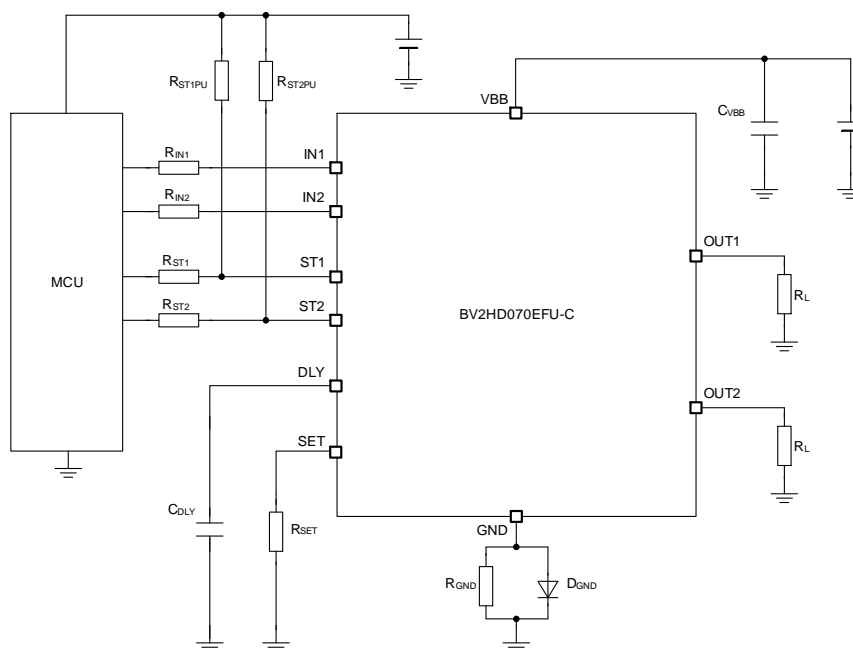 RST1PU
RST2PU
VBB
CVBB
RIN1
IN1
RIN2
IN2
OUT1
RST1
ST1
MCU
RL
RST2
ST2
BV2HD070EFU-C
DLY
OUT2
SET
RL
CDLY
RSET
GND
RGND
DGND